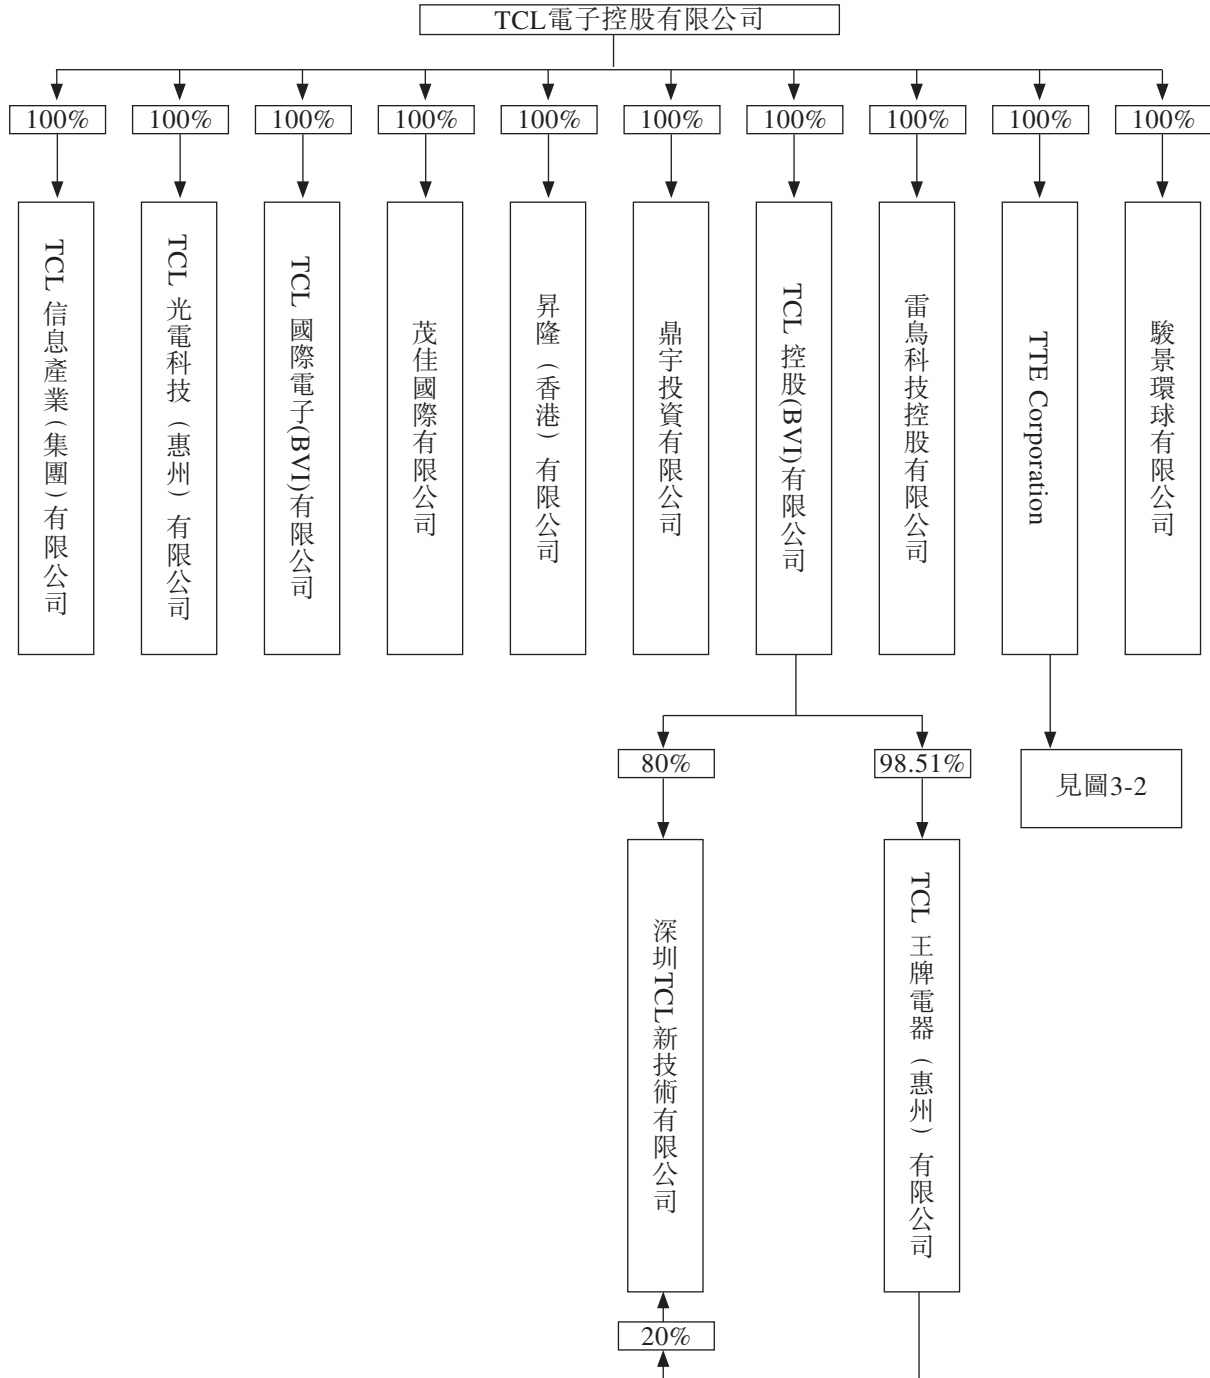 TCL電子控股有限公司
100%
100%
100%
100%
100%
100%
100%
100%
100%
100%
TCL 信息產業(集團)有限公司
TCL 光電科技（惠州）有限公司
TCL 國際電子(BVI)有限公司
茂佳國際有限公司
昇隆（香港）有限公司
鼎宇投資有限公司
TCL 控股(BVI)有限公司
雷鳥科技控股有限公司
TTE Corporation
駿景環球有限公司
80%
98.51%
見圖3-2
深圳TCL新技術有限公司
TCL 王牌電器（惠州）有限公司
20%